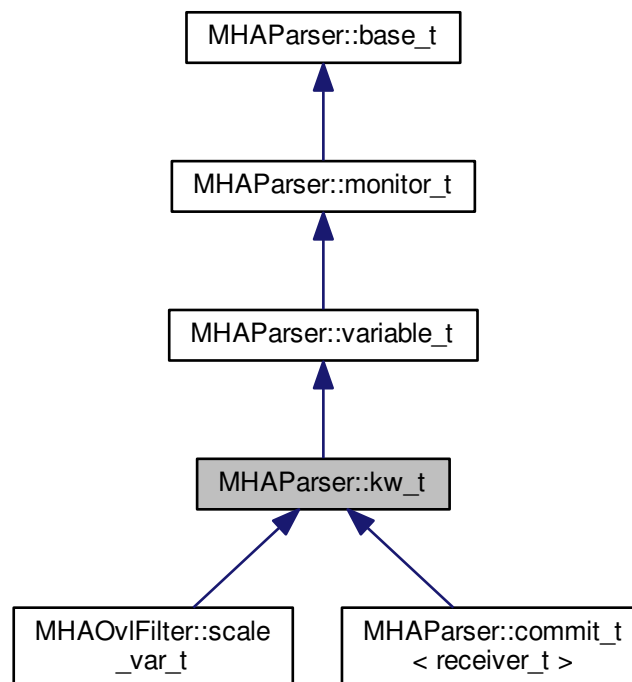 MHAParser::base_t
MHAParser::monitor_t
MHAParser::variable_t
MHAParser::kw_t
MHAOvlFilter::scale
_var_t
MHAParser::commit_t
< receiver_t >